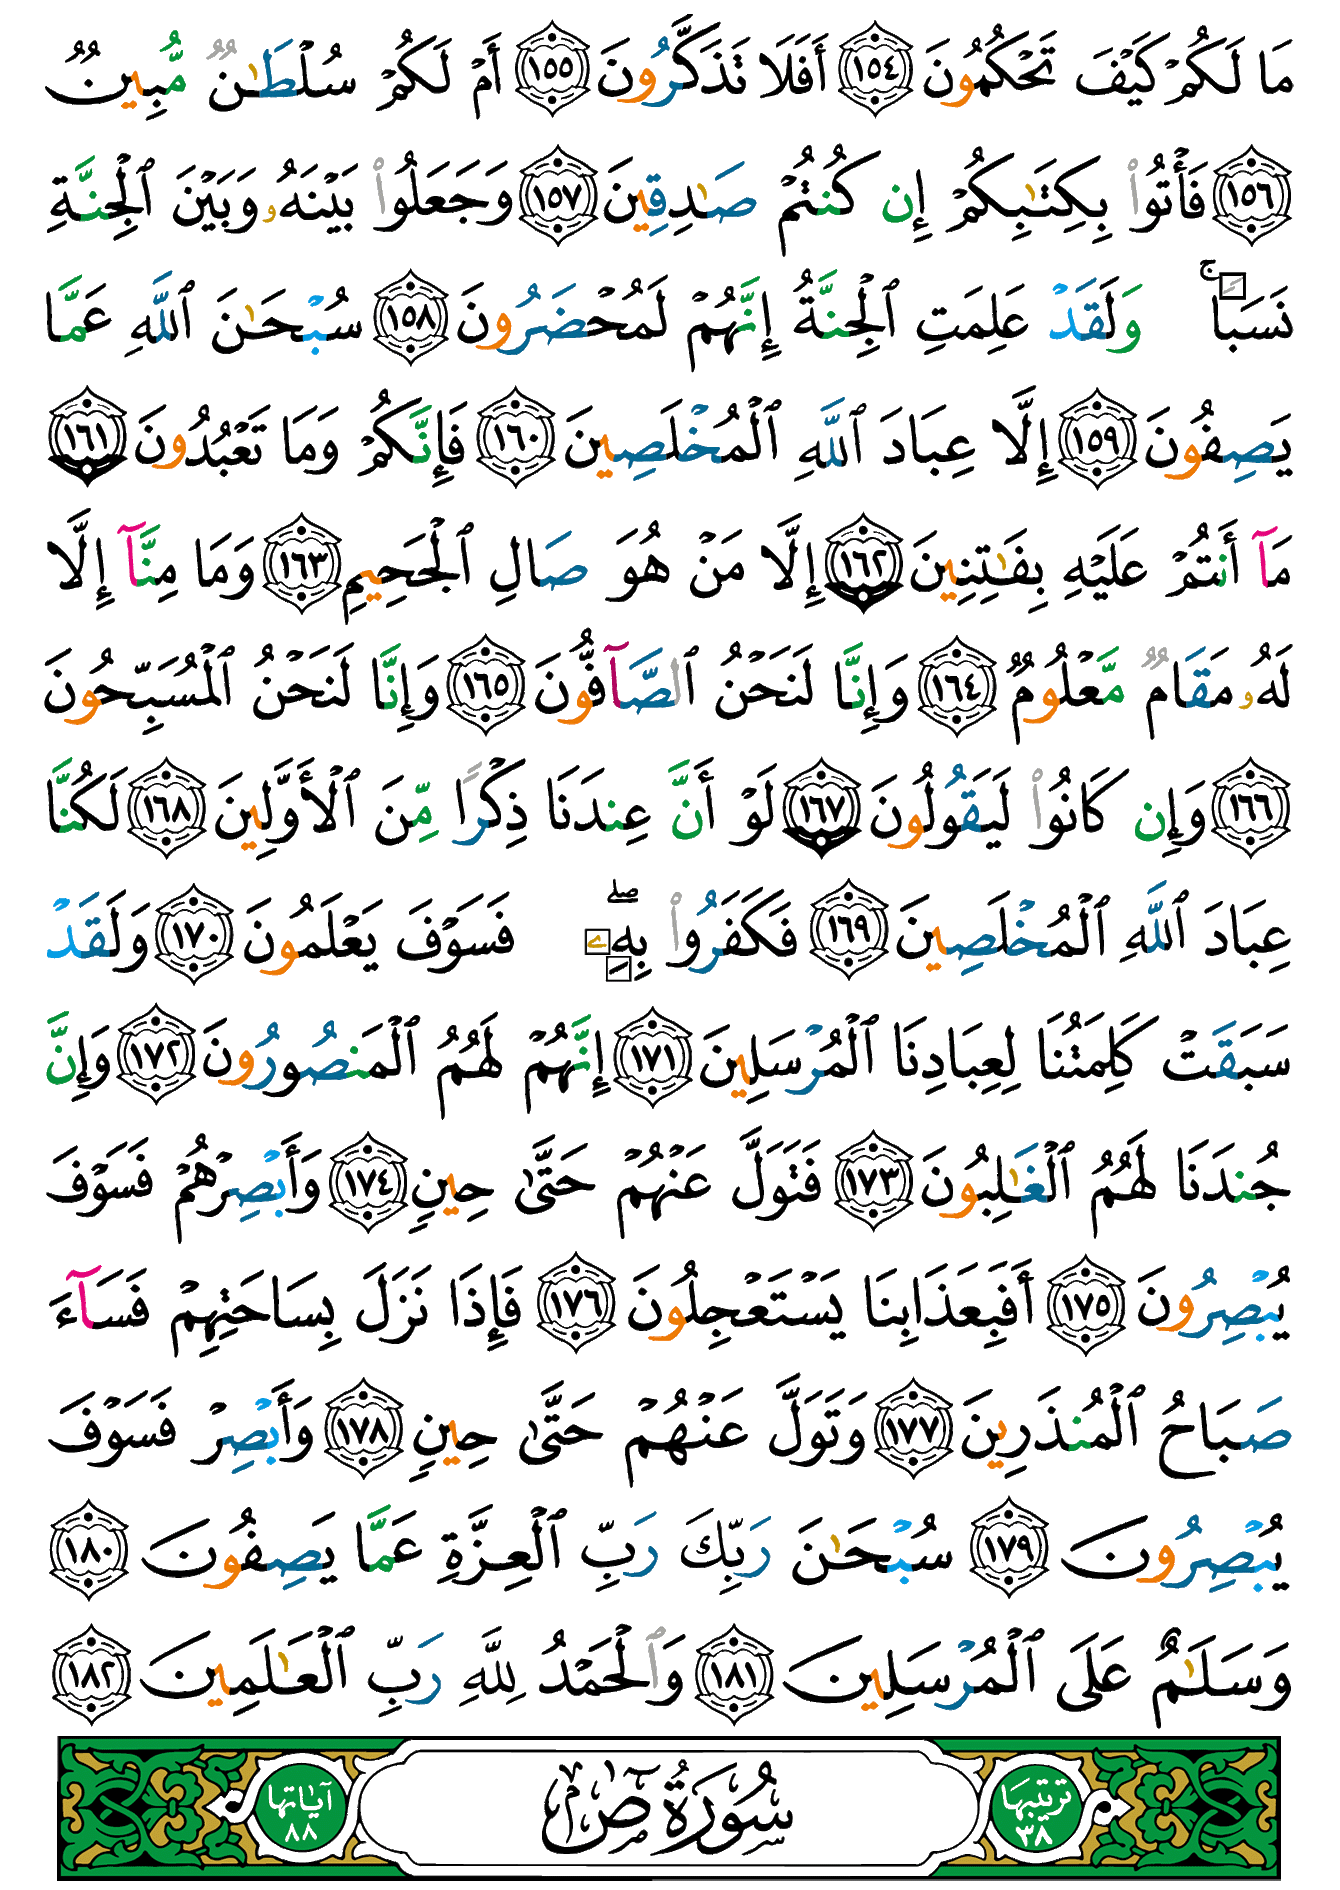 مَا لَكُمْ كَيْفَ تَحْكُمُونَ ١٥٤ أَفَلَا تَذَكَّرُونَ ١٥٥ أَمْ لَكُمْ سُلْطَٰنٌ مُّبِينٌ
١٥٦ فَأْتُوا۟ بِكِتَٰبِكُمْ إِن كُنتُمْ صَٰدِقِينَ ١٥٧ وَجَعَلُوا۟ بَيْنَهُۥ وَبَيْنَ ٱلْجِنَّةِ
نَسَبًا ۚ وَلَقَدْ عَلِمَتِ ٱلْجِنَّةُ إِنَّهُمْ لَمُحْضَرُونَ ١٥٨ سُبْحَٰنَ ٱللَّهِ عَمَّا
يَصِفُونَ ١٥٩ إِلَّا عِبَادَ ٱللَّهِ ٱلْمُخْلَصِينَ ١٦٠ فَإِنَّكُمْ وَمَا تَعْبُدُونَ ١٦١
مَآ أَنتُمْ عَلَيْهِ بِفَٰتِنِينَ ١٦٢ إِلَّا مَنْ هُوَ صَالِ ٱلْجَحِيمِ ١٦٣ وَمَا مِنَّآ إِلَّا
لَهُۥ مَقَامٌ مَّعْلُومٌ ١٦٤ وَإِنَّا لَنَحْنُ ٱلصَّآفُّونَ ١٦٥ وَإِنَّا لَنَحْنُ ٱلْمُسَبِّحُونَ
١٦٦ وَإِن كَانُوا۟ لَيَقُولُونَ ١٦٧ لَوْ أَنَّ عِندَنَا ذِكْرًا مِّنَ ٱلْأَوَّلِينَ ١٦٨ لَكُنَّا
عِبَادَ ٱللَّهِ ٱلْمُخْلَصِينَ ١٦٩ فَكَفَرُوا۟ بِهِۦ ۖ فَسَوْفَ يَعْلَمُونَ ١٧٠ وَلَقَدْ
سَبَقَتْ كَلِمَتُنَا لِعِبَادِنَا ٱلْمُرْسَلِينَ ١٧١ إِنَّهُمْ لَهُمُ ٱلْمَنصُورُونَ ١٧٢ وَإِنَّ
جُندَنَا لَهُمُ ٱلْغَٰلِبُونَ ١٧٣ فَتَوَلَّ عَنْهُمْ حَتَّىٰ حِينٍ ١٧٤ وَأَبْصِرْهُمْ فَسَوْفَ
يُبْصِرُونَ ١٧٥ أَفَبِعَذَابِنَا يَسْتَعْجِلُونَ ١٧٦ فَإِذَا نَزَلَ بِسَاحَتِهِمْ فَسَآءَ
صَبَاحُ ٱلْمُنذَرِينَ ١٧٧ وَتَوَلَّ عَنْهُمْ حَتَّىٰ حِينٍ ١٧٨ وَأَبْصِرْ فَسَوْفَ
يُبْصِرُونَ ١٧٩ سُبْحَٰنَ رَبِّكَ رَبِّ ٱلْعِزَّةِ عَمَّا يَصِفُونَ ١٨٠
وَسَلَٰمٌ عَلَى ٱلْمُرْسَلِينَ ١٨١ وَٱلْحَمْدُ لِلَّهِ رَبِّ ٱلْعَٰلَمِينَ ١٨٢
ترتيبها ٣٨ سُورَةُ صٓ آياتها ٨٨